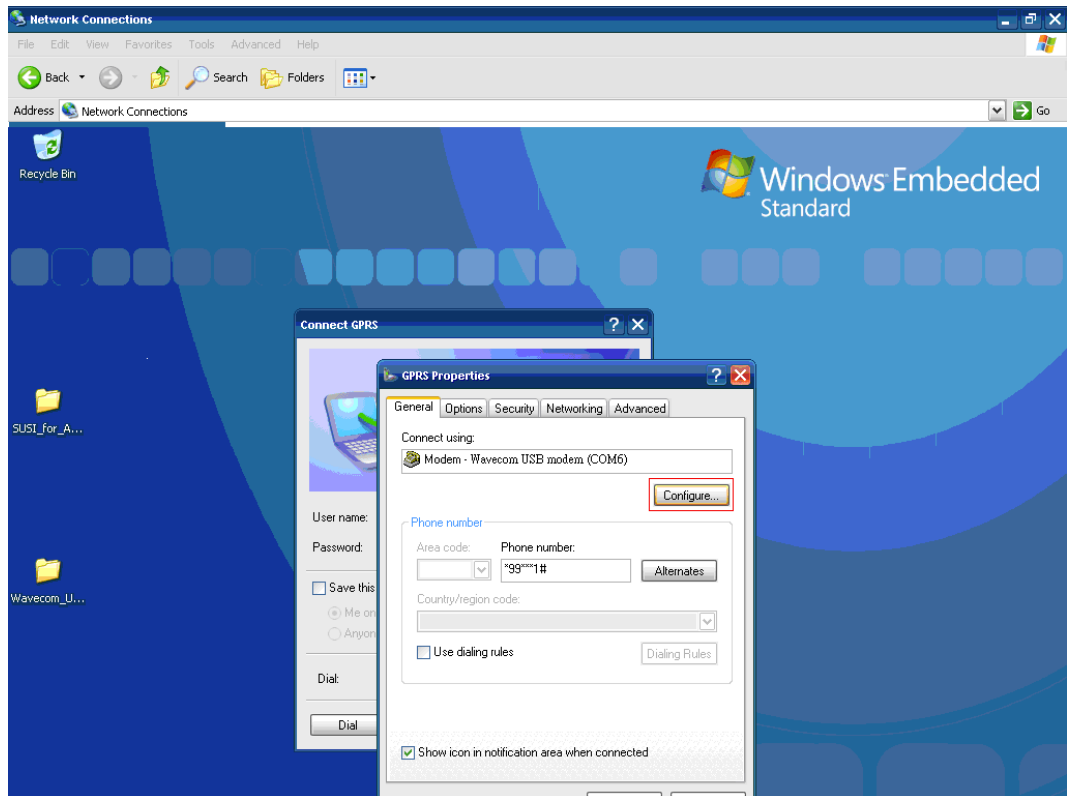 Network Connections
File Edit View Favorites Tools Advanced Help
Back Search Folders
Address Network Connections Go
Recycle Bin
Windows Embedded
Standard
SUSI_for_A...
Wavecom_U...
Connect GPRS
User name:
Password:
Save this
Me on
Anyon
Dial:
Dial
GPRS Properties
General Options Security Networking Advanced
Connect using:
Modem - Wavecom USB modem (COM6)
Configure...
Phone number
Area code: Phone number:
*99***1#
Alternates
Country/region code:
Use dialing rules
Dialing Rules
Show icon in notification area when connected